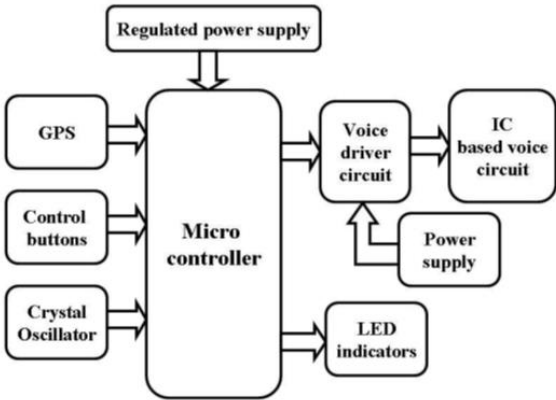 Regulated power supply
GPS
Control
buttons
Crystal
Oscillator
Micro
controller
Voice
driver
circuit
IC
based voice
circuit
Power
supply
LED
indicators